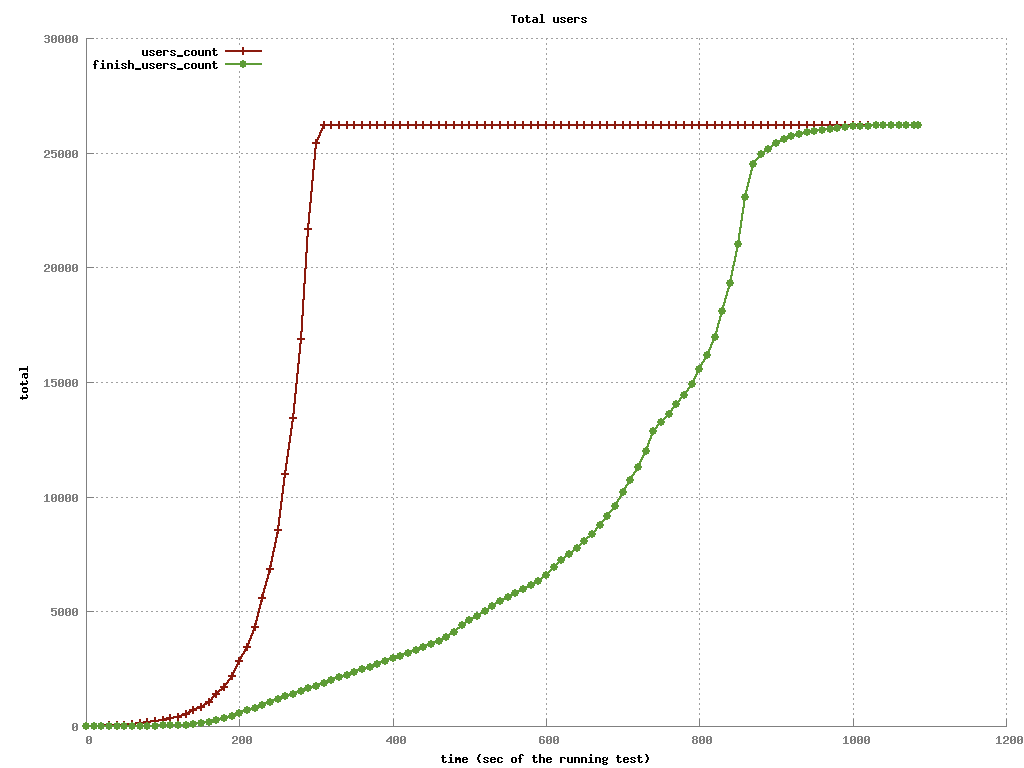 Total users
users_count
finish_users_count
30000
25000
20000
15000
10000
5000
0
total
0 200 400 600 800 1000 1200
time (sec of the running test)